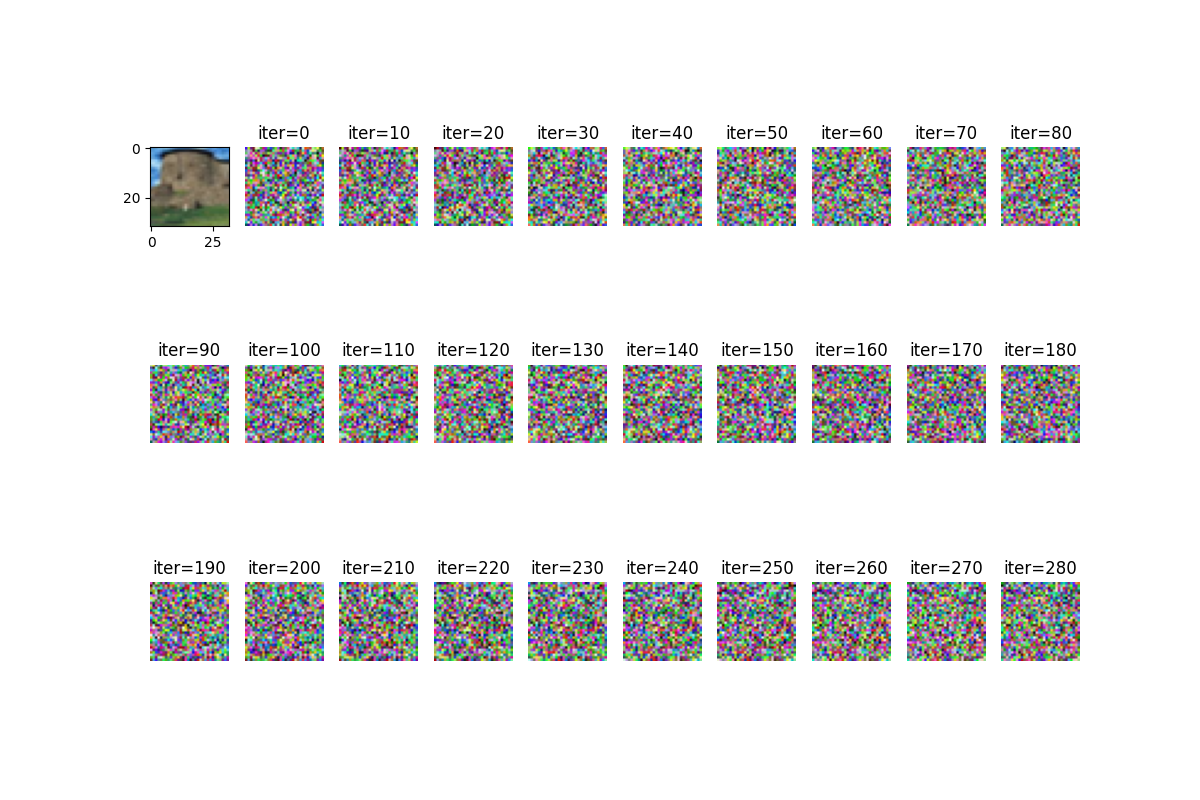 iter=0 iter=10 iter=20 iter=30 iter=40 iter=50 iter=60 iter=70 iter=80
0
20
0 25
iter=90 iter=100 iter=110 iter=120 iter=130 iter=140 iter=150 iter=160 iter=170 iter=180
iter=190 iter=200 iter=210 iter=220 iter=230 iter=240 iter=250 iter=260 iter=270 iter=280